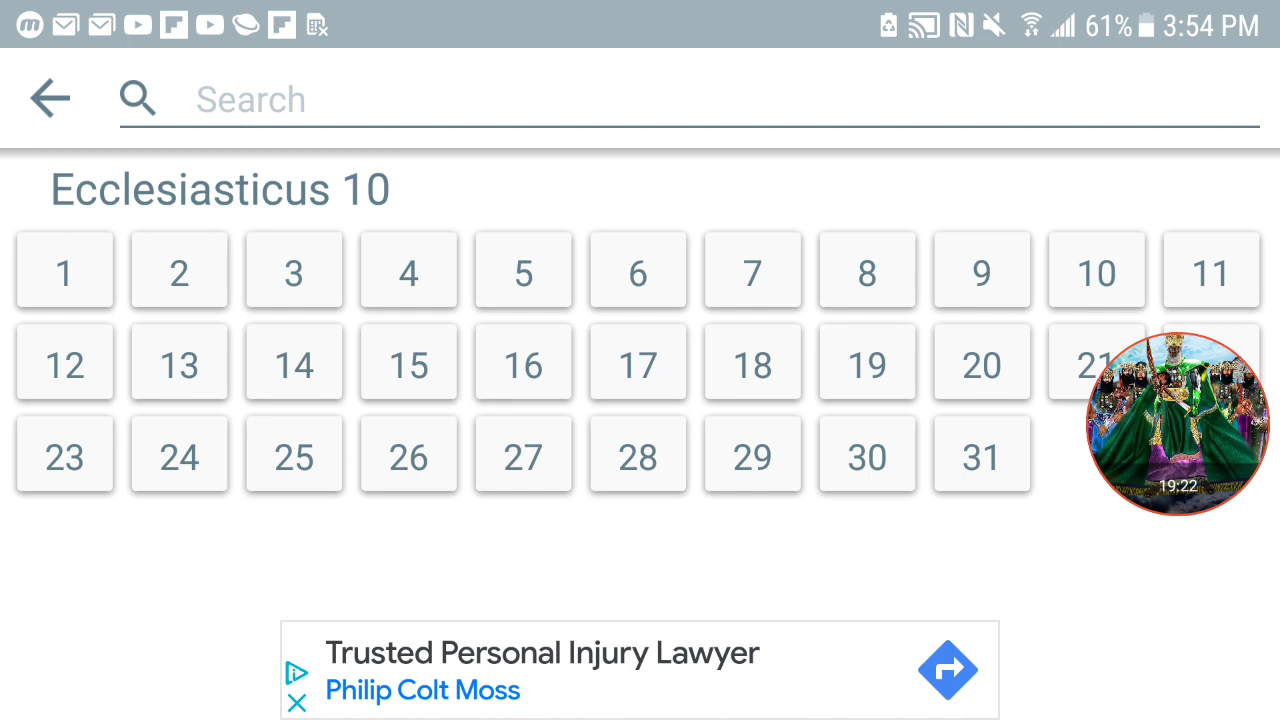 61% 3:54 PM
Search
Ecclesiasticus 10
1 2 3 4 5 6 7 8 9 10 11
12 13 14 15 16 17 18 19 20 21
23 24 25 26 27 28 29 30 31
19:22
Trusted Personal Injury Lawyer
Philip Colt Moss